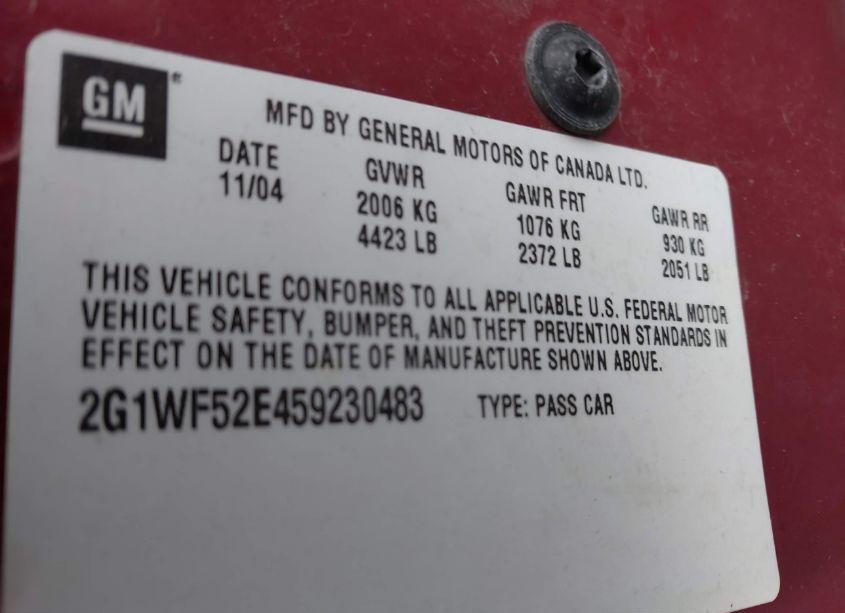 GM ®
MFD BY GENERAL MOTORS OF CANADA LTD.
DATE GVWR GAWR FRT GAWR RR
11/04 2006 KG 1076 KG 930 KG
4423 LB 2372 LB 2051 LB
THIS VEHICLE CONFORMS TO ALL APPLICABLE U.S. FEDERAL MOTOR
VEHICLE SAFETY, BUMPER, AND THEFT PREVENTION STANDARDS IN
EFFECT ON THE DATE OF MANUFACTURE SHOWN ABOVE.
2G1WF52E459230483 TYPE: PASS CAR